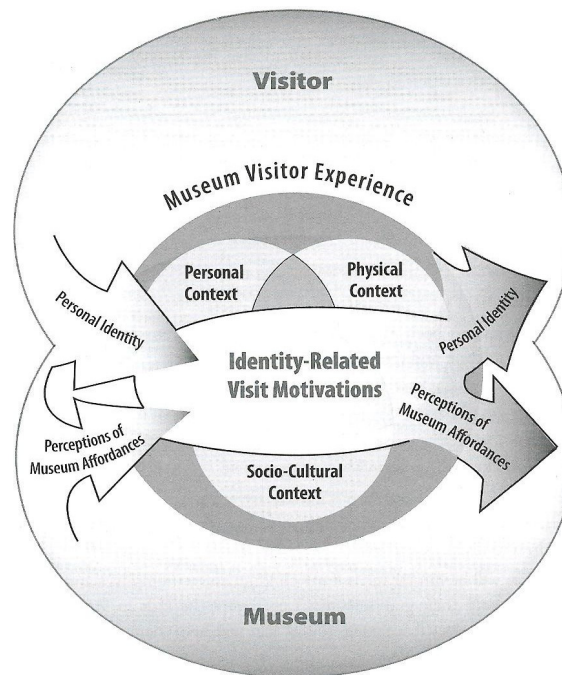 Visitor
Museum Visitor Experience
Personal
Context
Physical
Context
Personal Identity
Personal Identity
Identity-Related
Visit Motivations
Perceptions of
Museum Affordances
Perceptions of
Museum Affordances
Socio-Cultural
Context
Museum